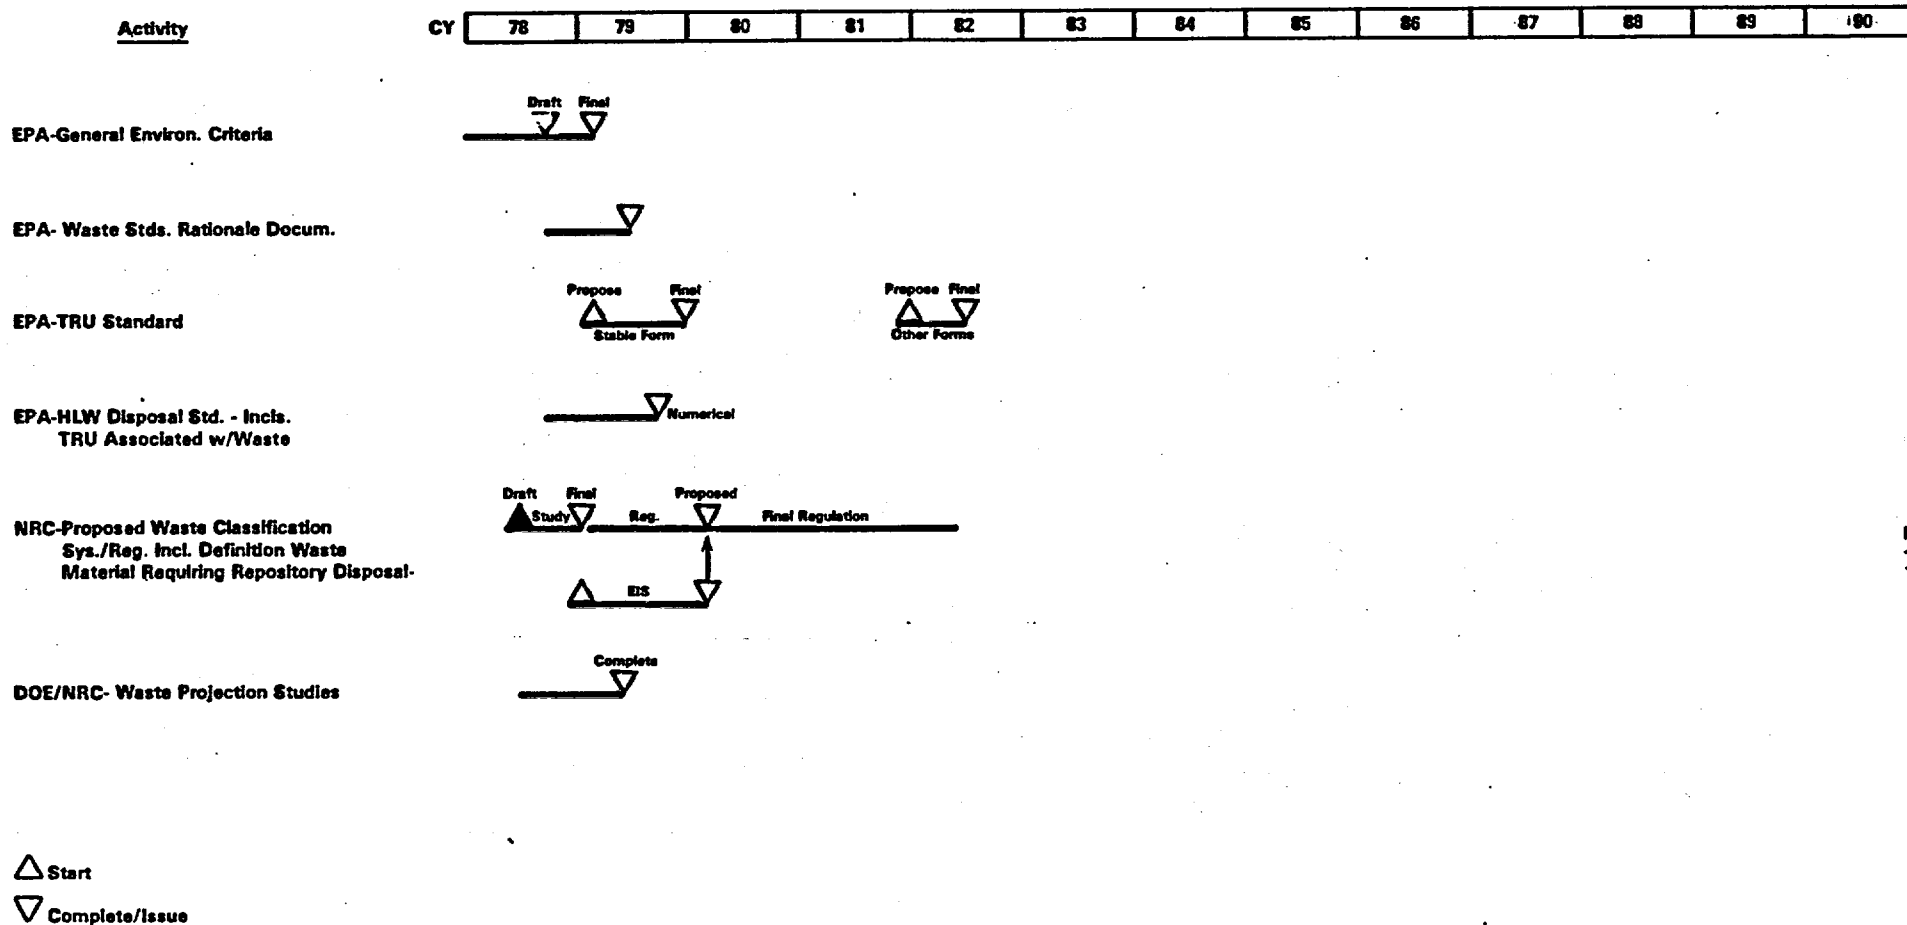 Activity CY 78 79 80 81 82 83 84 85 86 87 88 89 90
Draft Final
EPA-General Environ. Criteria
EPA- Waste Stds. Rationale Docum.
Propose Final Propose Final
EPA-TRU Standard
Stable Form Other Forms
EPA-HLW Disposal Std. - Incls. Numerical
TRU Associated w/Waste
Draft Final Proposed
Study Reg. Final Regulation
NRC-Proposed Waste Classification
Sys./Reg. Incl. Definition Waste
Material Requiring Repository Disposal-
EIS
Complete
DOE/NRC- Waste Projection Studies
Start
Complete/Issue